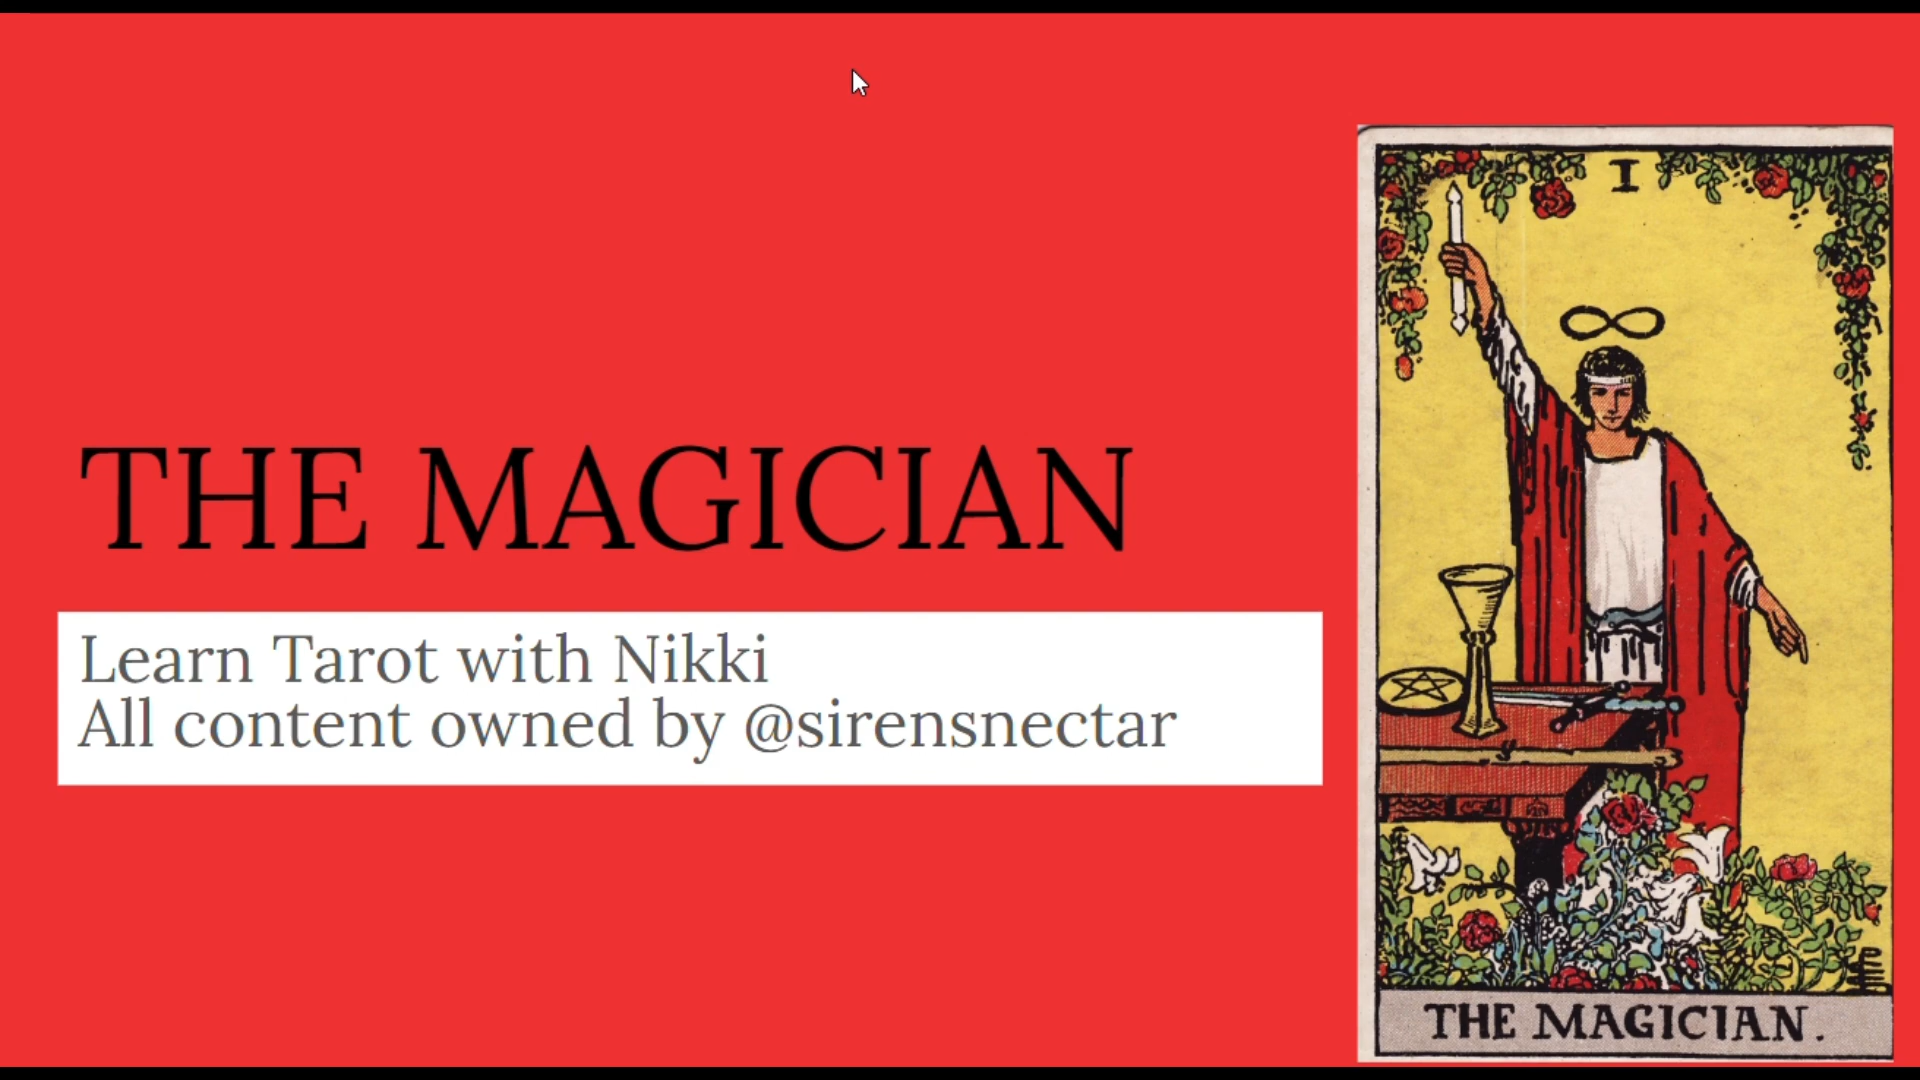 THE MAGICIAN
Learn Tarot with Nikki
All content owned by @sirensnectar
I
THE MAGICIAN.